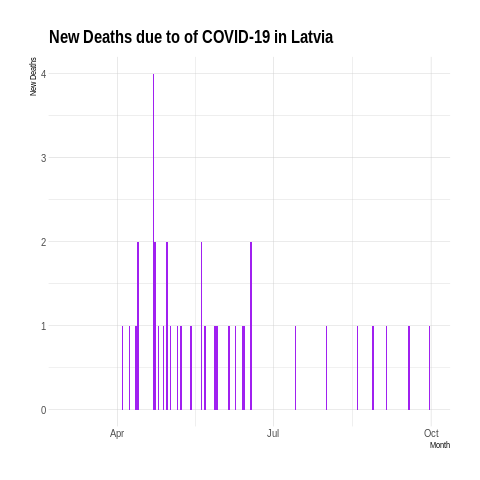 New Deaths due to of COVID-19 in Latvia
New Deaths
4
3
2
1
0
Apr
Jul
Oct
Month